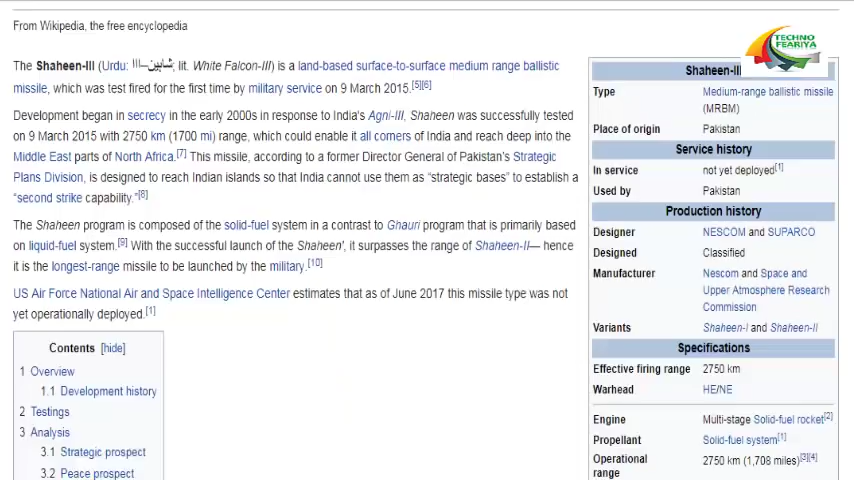 From Wikipedia, the free encyclopedia
TECHNO
FEARIYA
The Shaheen-III (Urdu: شاہین–ااا; lit. White Falcon-III) is a land-based surface-to-surface medium range ballistic
missile, which was test fired for the first time by military service on 9 March 2015.[5][6]
Development began in secrecy in the early 2000s in response to India's Agni-III, Shaheen was successfully tested
on 9 March 2015 with 2750 km (1700 mi) range, which could enable it all corners of India and reach deep into the
Middle East parts of North Africa.[7] This missile, according to a former Director General of Pakistan's Strategic
Plans Division, is designed to reach Indian islands so that India cannot use them as "strategic bases" to establish a
"second strike capability."[8]
The Shaheen program is composed of the solid-fuel system in a contrast to Ghauri program that is primarily based
on liquid-fuel system.[9] With the successful launch of the Shaheen', it surpasses the range of Shaheen-II— hence
it is the longest-range missile to be launched by the military.[10]
US Air Force National Air and Space Intelligence Center estimates that as of June 2017 this missile type was not
yet operationally deployed.[1]
Contents [hide]
1 Overview
1.1 Development history
2 Testings
3 Analysis
3.1 Strategic prospect
3.2 Peace prospect
Shaheen-III
Type Medium-range ballistic missile
(MRBM)
Place of origin Pakistan
Service history
In service not yet deployed[1]
Used by Pakistan
Production history
Designer NESCOM and SUPARCO
Designed Classified
Manufacturer Nescom and Space and
Upper Atmosphere Research
Commission
Variants Shaheen-I and Shaheen-II
Specifications
Effective firing range 2750 km
Warhead HE/NE
Engine Multi-stage Solid-fuel rocket[2]
Propellant Solid-fuel system[1]
Operational 2750 km (1,708 miles)[3][4]
range